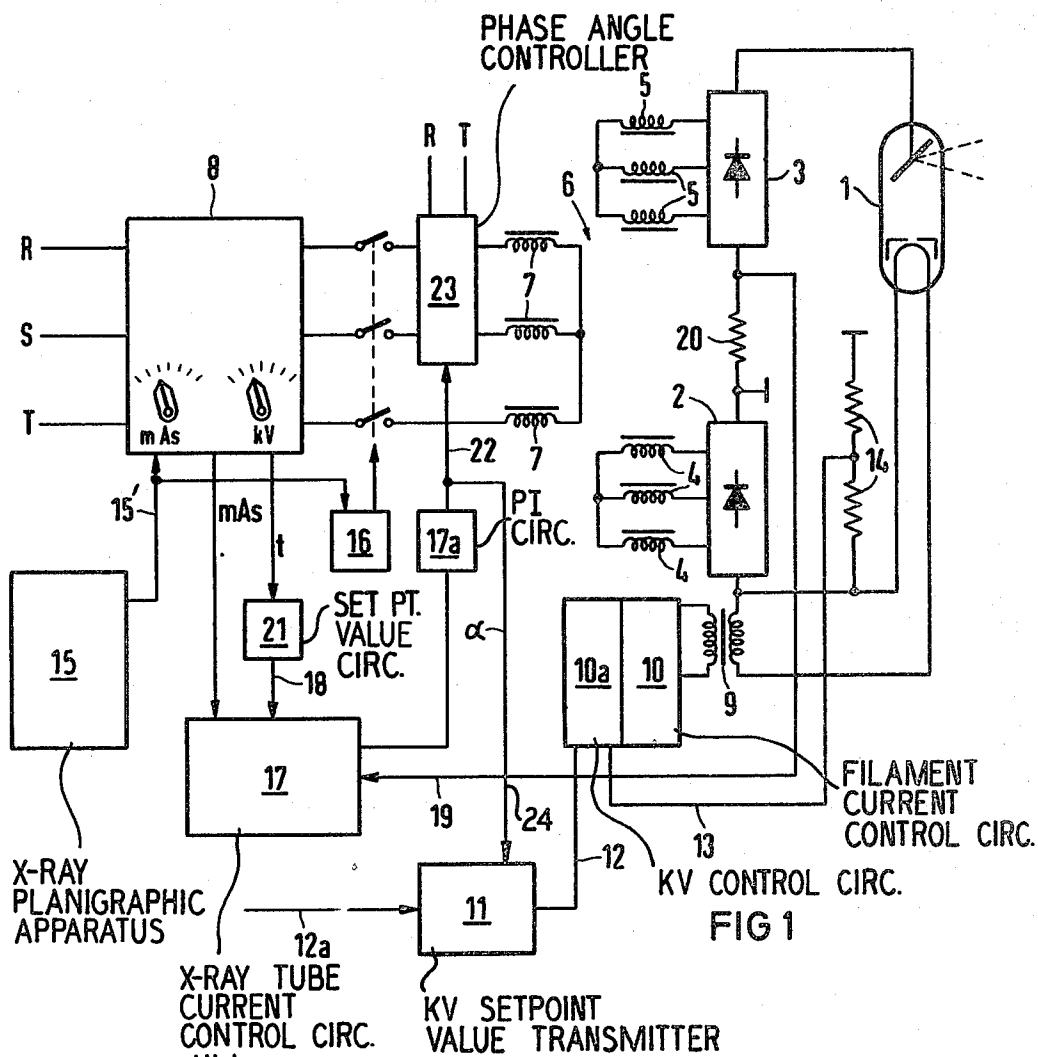 PHASE ANGLE
CONTROLLER
5
R T
8
6
5
3
1
R
23
7
S
20
T
mAs
kV
7
2
22
4
14
15'
mAs
t
16
17a
PI
CIRC.
4
4
21
SET PT.
VALUE
CIRC.
α
15
18
10a
10
9
17
19
24
12
13
FILAMENT
CURRENT
CONTROL CIRC.
X-RAY
PLANIGRAPHIC
APPARATUS
12a
11
KV CONTROL CIRC.
FIG 1
X-RAY TUBE
CURRENT
CONTROL CIRC.
KV SETPOINT
VALUE TRANSMITTER